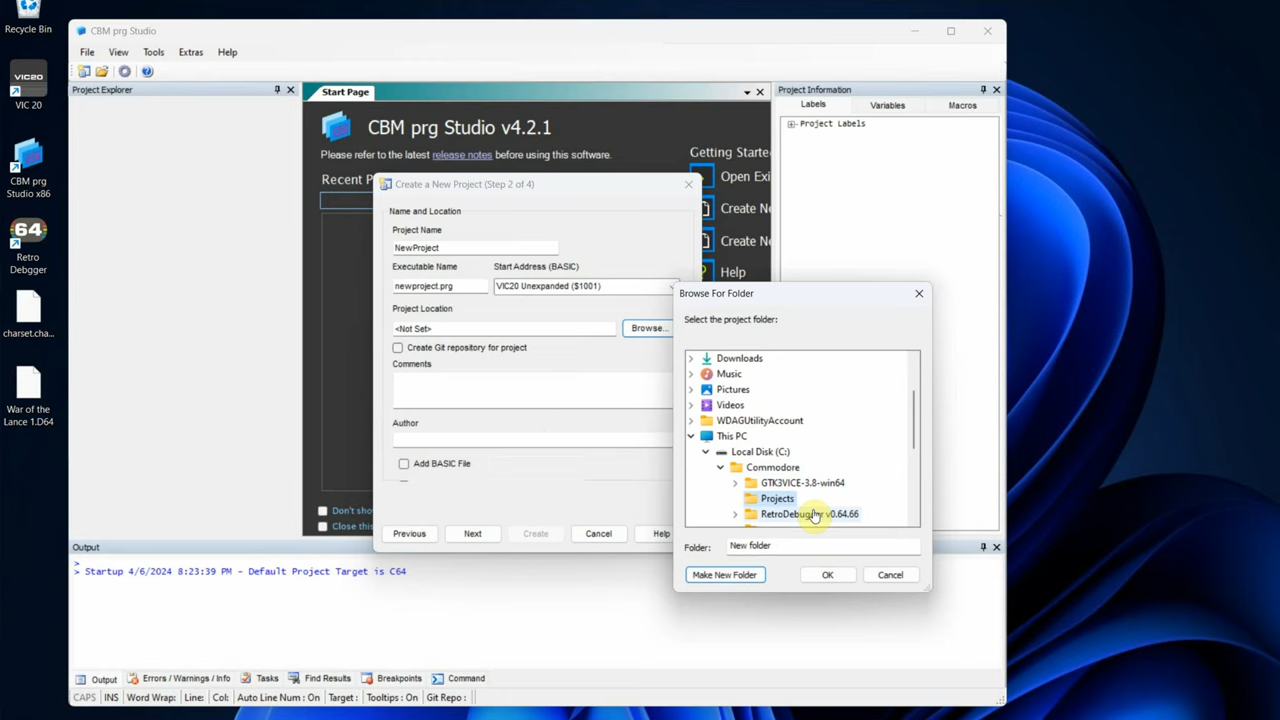 Recycle Bin
VIC20
VIC 20
CBM prg
Studio x86
64
Retro
Debgger
charset.cha...
War of the
Lance 1.D64
CBM prg Studio
File View Tools Extras Help
Project Explorer
Start Page
CBM prg Studio v4.2.1
Please refer to the latest release notes before using this software.
Recent P
Getting Starte
Open Exi
Create Ne
Create Ne
Help
Don't sho
Close this
Project Information
Labels Variables Macros
Project Labels
Create a New Project (Step 2 of 4)
Name and Location
Project Name
NewProject
Executable Name Start Address (BASIC)
newproject.prg VIC20 Unexpanded ($1001)
Project Location
<Not Set> Browse...
Create Git repository for project
Comments
Author
Add BASIC File
Previous Next Create Cancel Help
Browse For Folder
Select the project folder:
Downloads
Music
Pictures
Videos
WDAGUtilityAccount
This PC
Local Disk (C:)
Commodore
GTK3VICE-3.8-win64
Projects
RetroDebugger v0.64.66
Folder: New folder
Make New Folder OK Cancel
Output
>
> Startup 4/6/2024 8:23:39 PM - Default Project Target is C64
Output Errors / Warnings / Info Tasks Find Results Breakpoints Command
CAPS INS Word Wrap: Line: Col: Auto Line Num : On Target : Tooltips : On Git Repo :